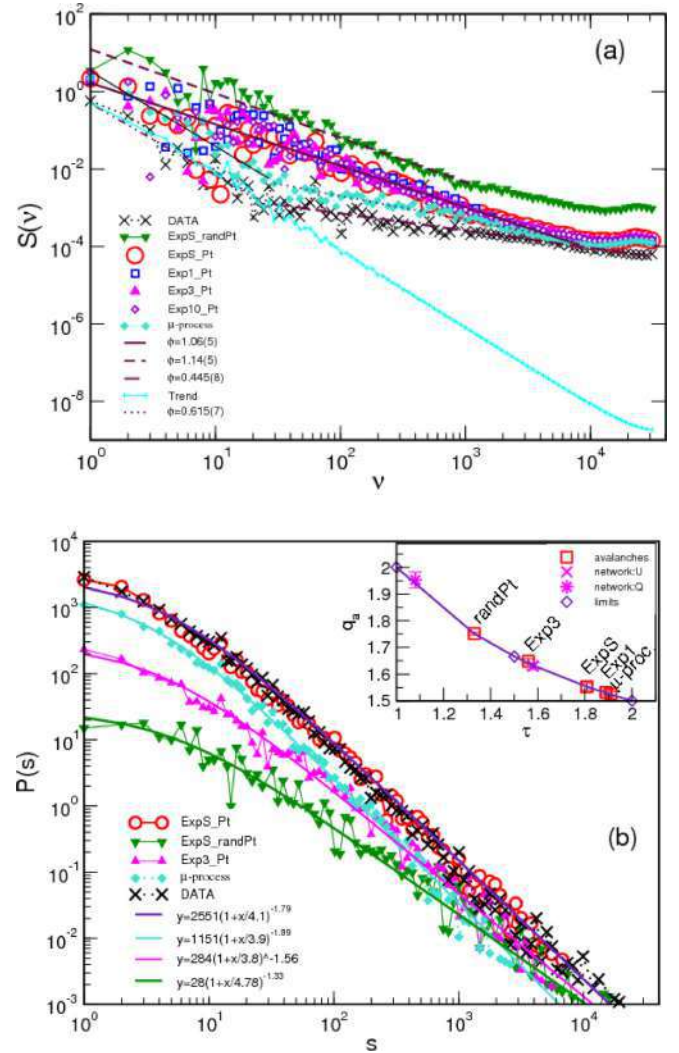 (a)
10^2
10^0
10^-2
10^-4
10^-6
10^-8
S(ν)
DATA
ExpS_randPt
ExpS_Pt
Exp1_Pt
Exp3_Pt
Exp10_Pt
μ-process
ϕ=1.06(5)
ϕ=1.14(5)
ϕ=0.445(8)
Trend
ϕ=0.615(7)
10^0 10^1 10^2 10^3 10^4
ν
10^4
10^3
10^2
10^1
10^0
10^-1
10^-2
10^-3
P(s)
2
1.9
1.8
1.7
1.6
1.5
q_a
avalanches
network:U
network:Q
limits
randPt
Exp3
ExpS
Exp1
μ-proc
1 1.2 1.4 1.6 1.8 2
τ
ExpS_Pt
ExpS_randPt
Exp3_Pt
μ-process
DATA
y=2551(1+x/4.1)^-1.79
y=1151(1+x/3.9)^-1.89
y=284(1+x/3.8)^-1.56
y=28(1+x/4.78)^-1.33
(b)
10^0 10^1 10^2 10^3 10^4
s